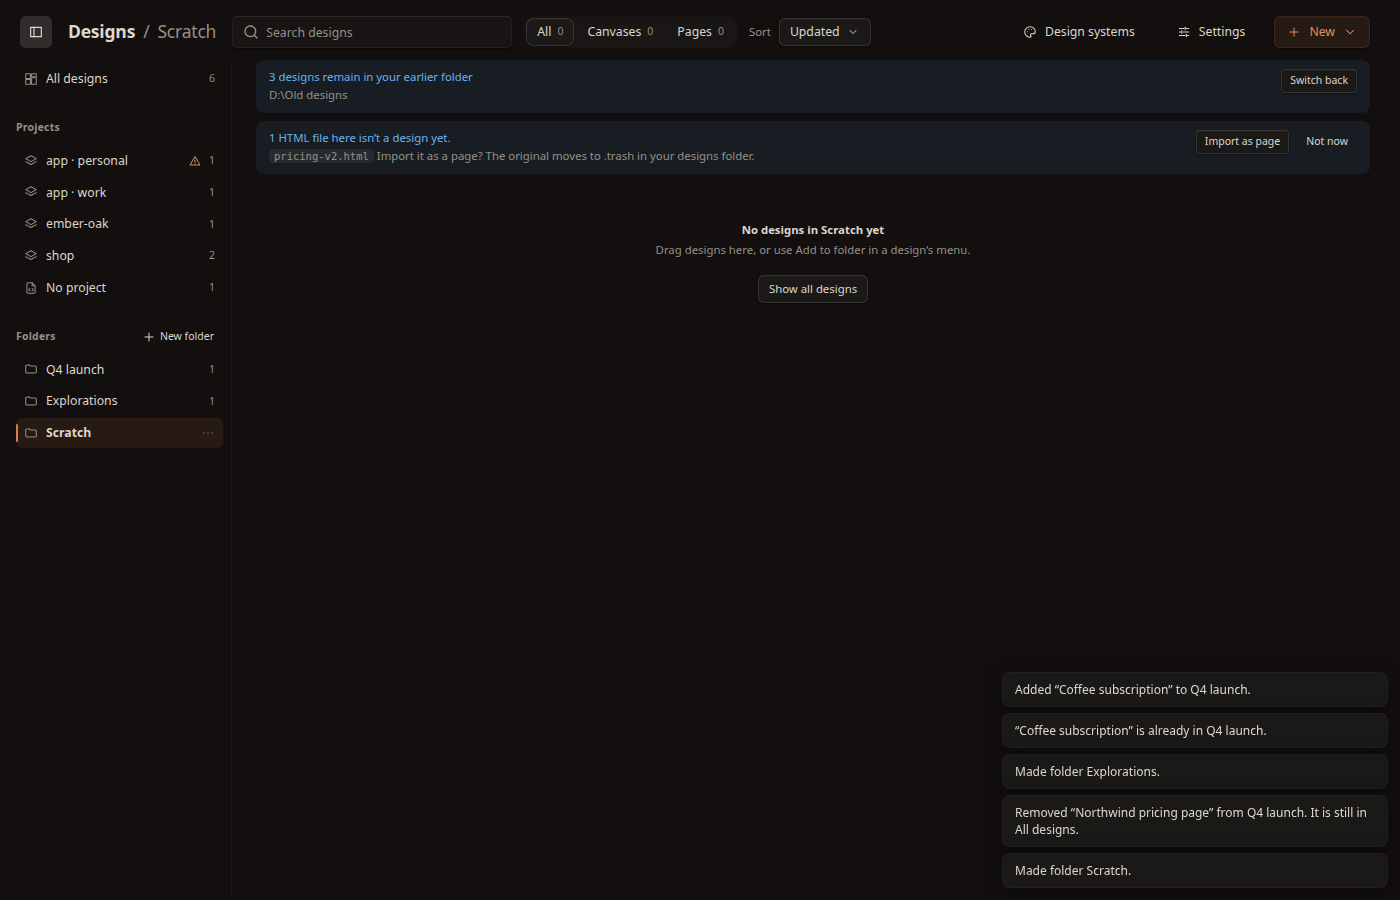 Designs / Scratch
Search designs
All 0
Canvases 0
Pages 0
Sort
Updated
Design systems
Settings
New
All designs 6
Projects
app · personal 1
app · work 1
ember-oak 1
shop 2
No project 1
Folders
New folder
Q4 launch 1
Explorations 1
Scratch
3 designs remain in your earlier folder
D:\Old designs
Switch back
1 HTML file here isn't a design yet.
pricing-v2.html Import it as a page? The original moves to .trash in your designs folder.
Import as page
Not now
No designs in Scratch yet
Drag designs here, or use Add to folder in a design's menu.
Show all designs
Added “Coffee subscription” to Q4 launch.
“Coffee subscription” is already in Q4 launch.
Made folder Explorations.
Removed “Northwind pricing page” from Q4 launch. It is still in
All designs.
Made folder Scratch.